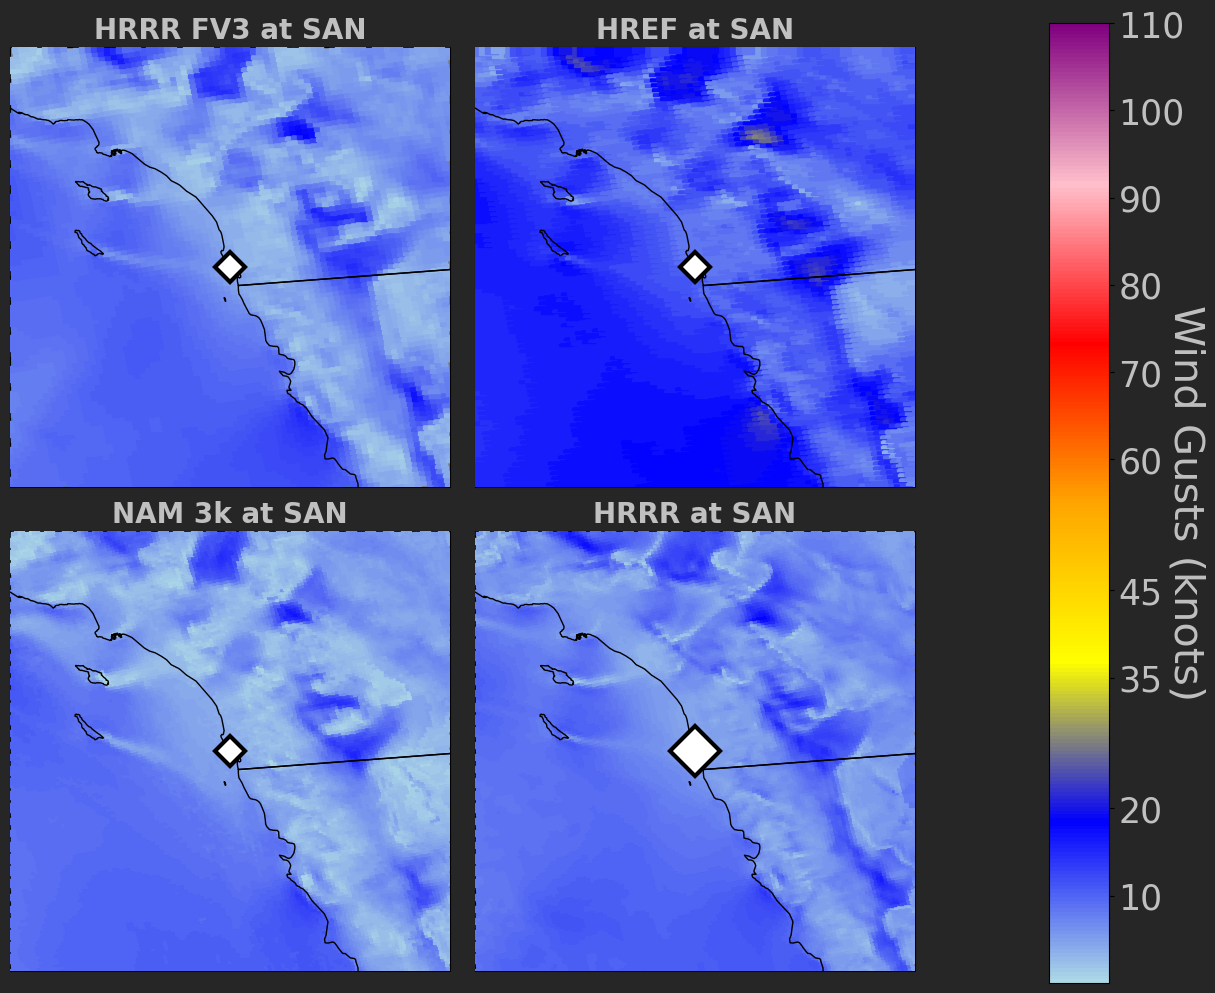 HRRR FV3 at SAN
HREF at SAN
NAM 3k at SAN
HRRR at SAN
110
100
90
80
70
60
45
35
20
10
Wind Gusts (knots)